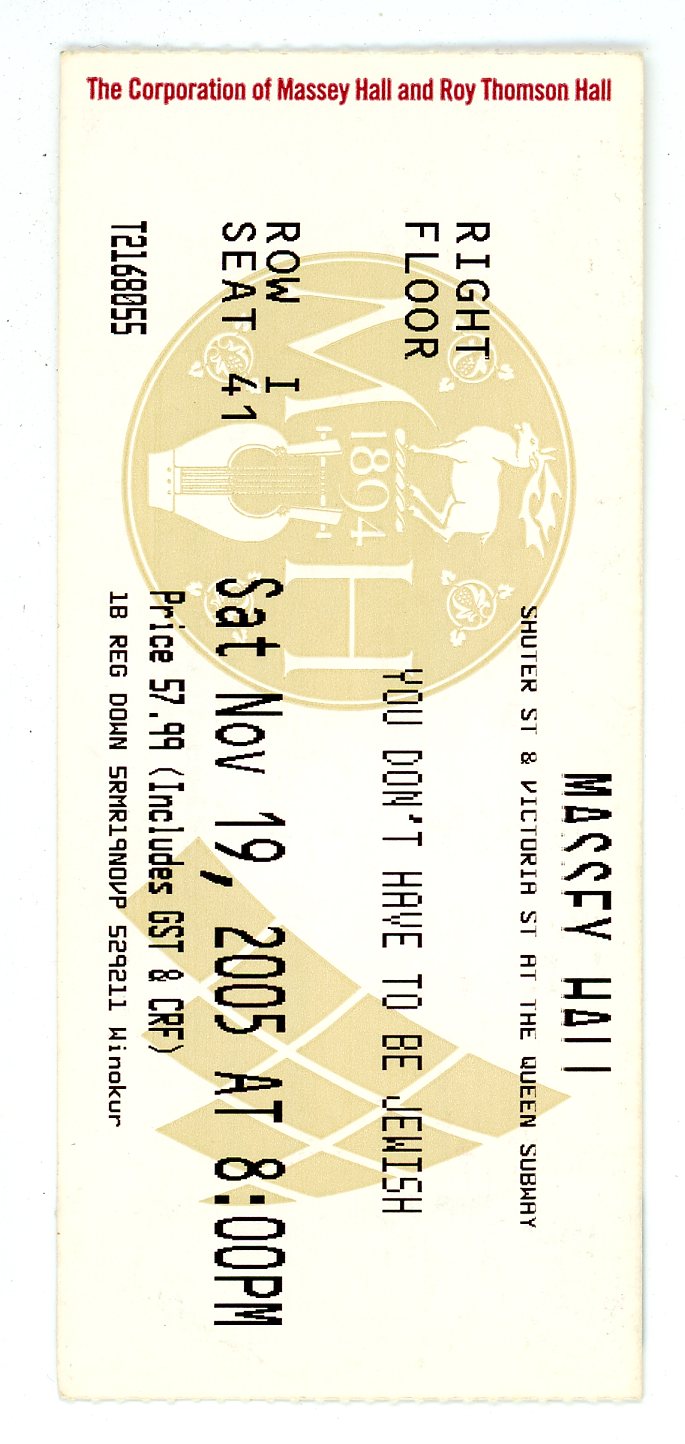 The Corporation of Massey Hall and Roy Thomson Hall
MASSEY HALL
SHUTER ST & VICTORIA ST AT THE QUEEN SUBWAY
RIGHT
FLOOR
YOU DON'T HAVE TO BE JEWISH
ROW I
SEAT 41
Sat Nov 19, 2005 AT 8:00PM
Price 57.99 (Includes GST & CRF)
T2168055
1B REG DOWN 5RMR19NOVP 529211 Winokur
M
1894
H